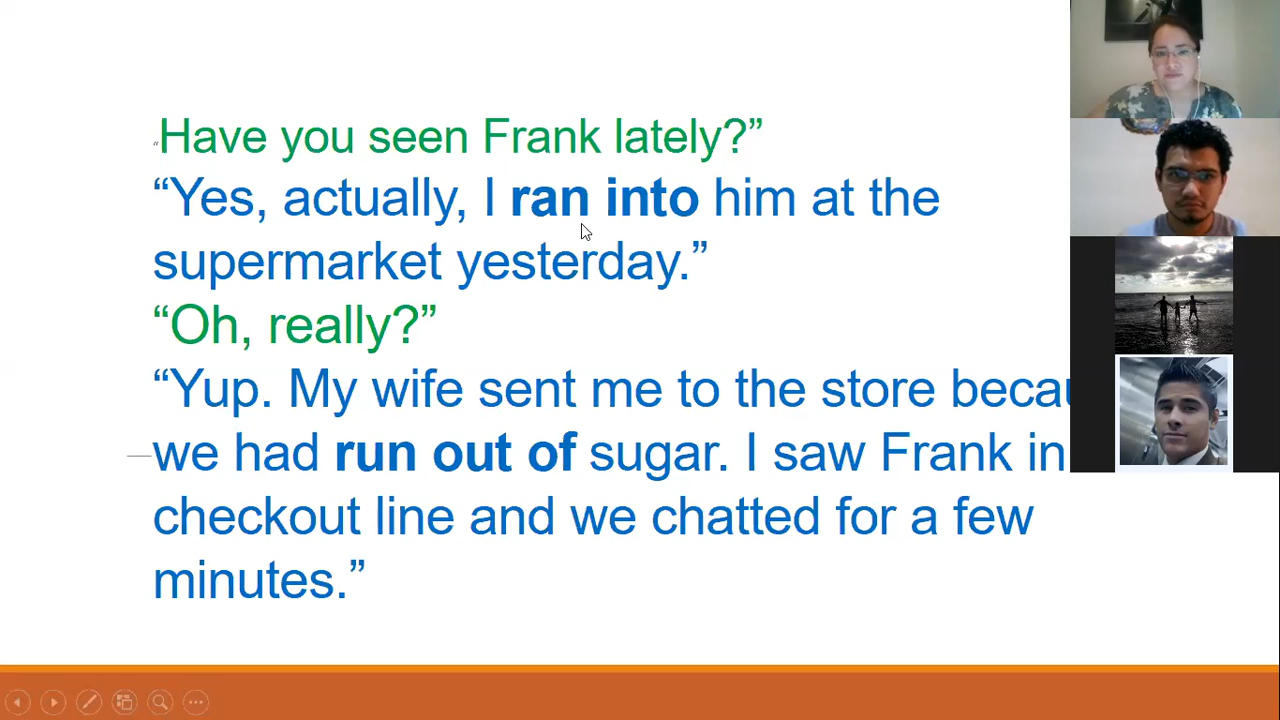 "Have you seen Frank lately?”
“Yes, actually, I ran into him at the
supermarket yesterday.”
“Oh, really?”
“Yup. My wife sent me to the store
we had run out of sugar. I saw Frank in
checkout line and we chatted for a few
minutes.”